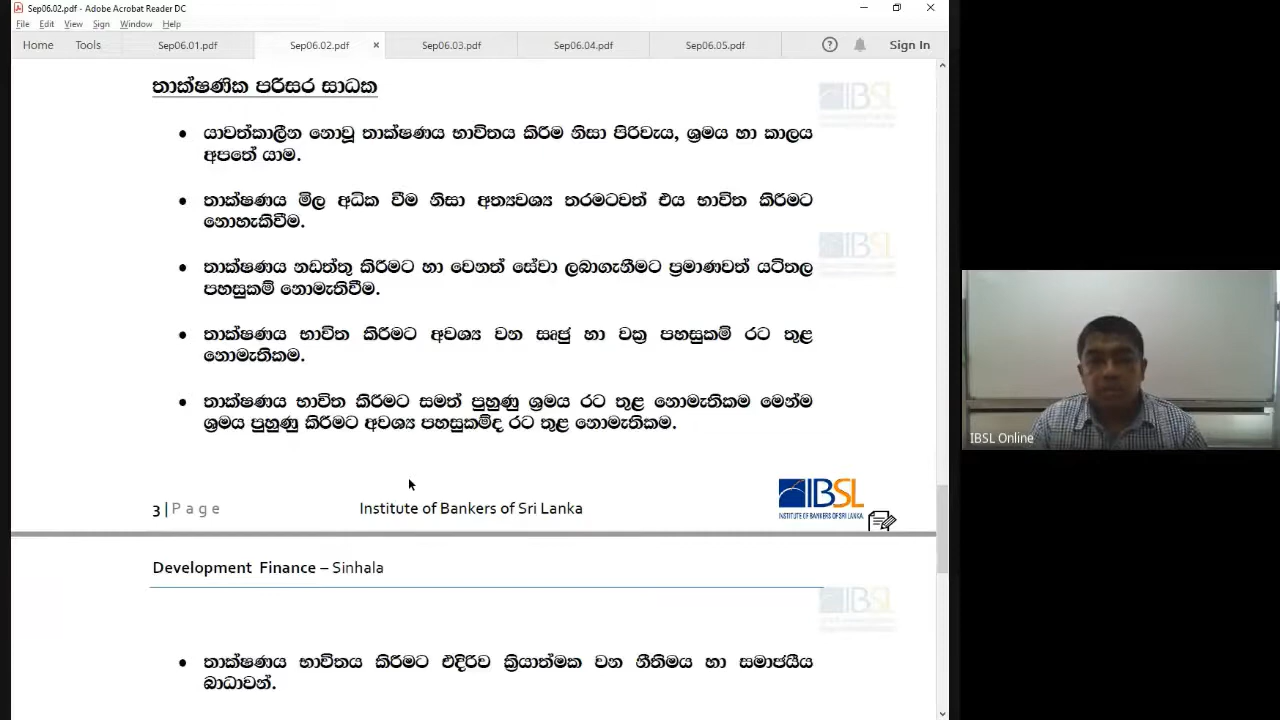 Sep06.02.pdf - Adobe Acrobat Reader DC
File Edit View Sign Window Help
Home Tools Sep06.01.pdf Sep06.02.pdf × Sep06.03.pdf Sep06.04.pdf Sep06.05.pdf Sign In
තාක්ෂණික පරිසර සාධක
IBSL
• යාවත්කාලීන නොවූ තාක්ෂණය භාවිතය කිරීම නිසා පිරිවැය, ශ්‍රමය හා කාලය
අපතේ යාම.
• තාක්ෂණය මිල අධික වීම නිසා අත්‍යවශ්‍ය තරමටවත් එය භාවිත කිරීමට
නොහැකිවීම.
IBSL
• තාක්ෂණය නඩත්තු කිරීමට හා වෙනත් සේවා ලබාගැනීමට ප්‍රමාණවත් යටිතල
පහසුකම් නොමැතිවීම.
• තාක්ෂණය භාවිත කිරීමට අවශ්‍ය වන සෘජු හා වක්‍ර පහසුකම් රට තුළ
නොමැතිකම.
• තාක්ෂණය භාවිත කිරීමට සමත් පුහුණු ශ්‍රමය රට තුළ නොමැතිකම මෙන්ම
ශ්‍රමය පුහුණු කිරීමට අවශ්‍ය පහසුකම්ද රට තුළ නොමැතිකම.
3 | Page Institute of Bankers of Sri Lanka
IBSL
INSTITUTE OF BANKERS OF SRI LANKA
Development Finance – Sinhala
IBSL
• තාක්ෂණය භාවිතය කිරීමට එදිරිව ක්‍රියාත්මක වන නීතිමය හා සමාජයීය
බාධාවන්.
IBSL Online